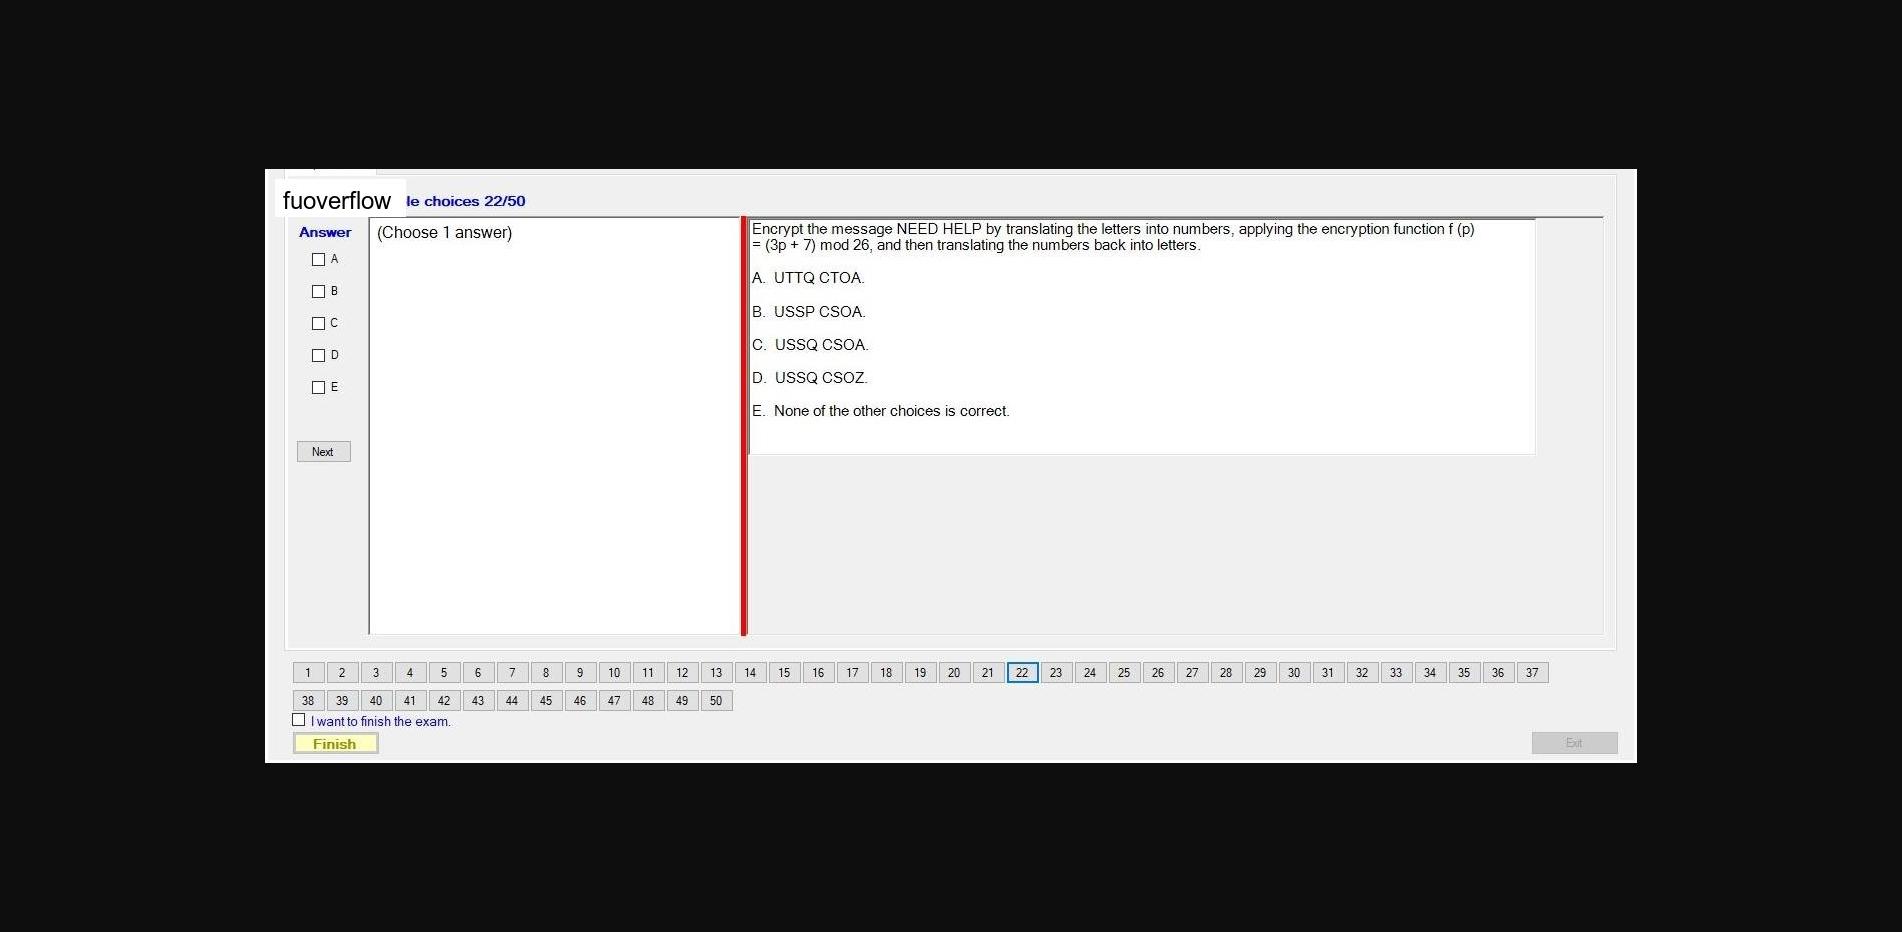 fuoverflow
le choices 22/50
Answer
(Choose 1 answer)
A
B
C
D
E
Next
Encrypt the message NEED HELP by translating the letters into numbers, applying the encryption function f (p)
= (3p + 7) mod 26, and then translating the numbers back into letters.
A. UTTQ CTOA.
B. USSP CSOA.
C. USSQ CSOA.
D. USSQ CSOZ.
E. None of the other choices is correct.
1 2 3 4 5 6 7 8 9 10 11 12 13 14 15 16 17 18 19 20 21 22 23 24 25 26 27 28 29 30 31 32 33 34 35 36 37
38 39 40 41 42 43 44 45 46 47 48 49 50
I want to finish the exam.
Finish
Exit